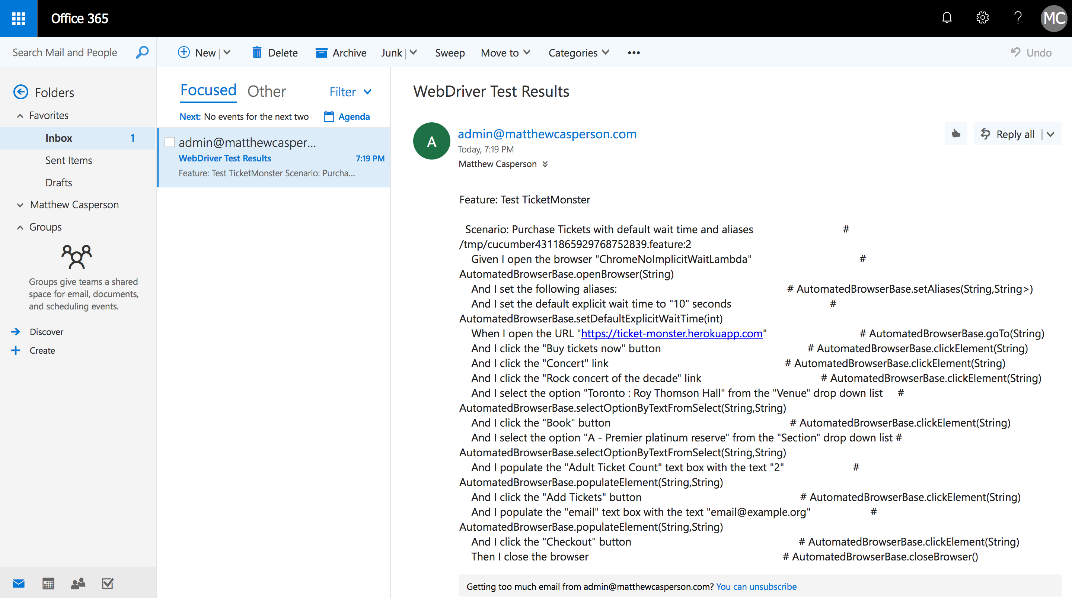 Office 365
MC
Search Mail and People
New
Delete
Archive
Junk
Sweep
Move to
Categories
Undo
Folders
Favorites
Inbox 1
Sent Items
Drafts
Matthew Casperson
Groups
Groups give teams a shared
space for email, documents,
and scheduling events.
Discover
Create
Focused Other Filter
Next: No events for the next two Agenda
admin@matthewcasper...
WebDriver Test Results 7:19 PM
Feature: Test TicketMonster Scenario: Purcha...
WebDriver Test Results
A
admin@matthewcasperson.com
Today, 7:19 PM
Matthew Casperson
Reply all
Feature: Test TicketMonster
Scenario: Purchase Tickets with default wait time and aliases #
/tmp/cucumber4311865929768752839.feature:2
Given I open the browser "ChromeNoImplicitWaitLambda" #
AutomatedBrowserBase.openBrowser(String)
And I set the following aliases: # AutomatedBrowserBase.setAliases(String,String>)
And I set the default explicit wait time to "10" seconds #
AutomatedBrowserBase.setDefaultExplicitWaitTime(int)
When I open the URL "https://ticket-monster.herokuapp.com" # AutomatedBrowserBase.goTo(String)
And I click the "Buy tickets now" button # AutomatedBrowserBase.clickElement(String)
And I click the "Concert" link # AutomatedBrowserBase.clickElement(String)
And I click the "Rock concert of the decade" link # AutomatedBrowserBase.clickElement(String)
And I select the option "Toronto : Roy Thomson Hall" from the "Venue" drop down list #
AutomatedBrowserBase.selectOptionByTextFromSelect(String,String)
And I click the "Book" button # AutomatedBrowserBase.clickElement(String)
And I select the option "A - Premier platinum reserve" from the "Section" drop down list #
AutomatedBrowserBase.selectOptionByTextFromSelect(String,String)
And I populate the "Adult Ticket Count" text box with the text "2" #
AutomatedBrowserBase.populateElement(String,String)
And I click the "Add Tickets" button # AutomatedBrowserBase.clickElement(String)
And I populate the "email" text box with the text "email@example.org" #
AutomatedBrowserBase.populateElement(String,String)
And I click the "Checkout" button # AutomatedBrowserBase.clickElement(String)
Then I close the browser # AutomatedBrowserBase.closeBrowser()
Getting too much email from admin@matthewcasperson.com? You can unsubscribe